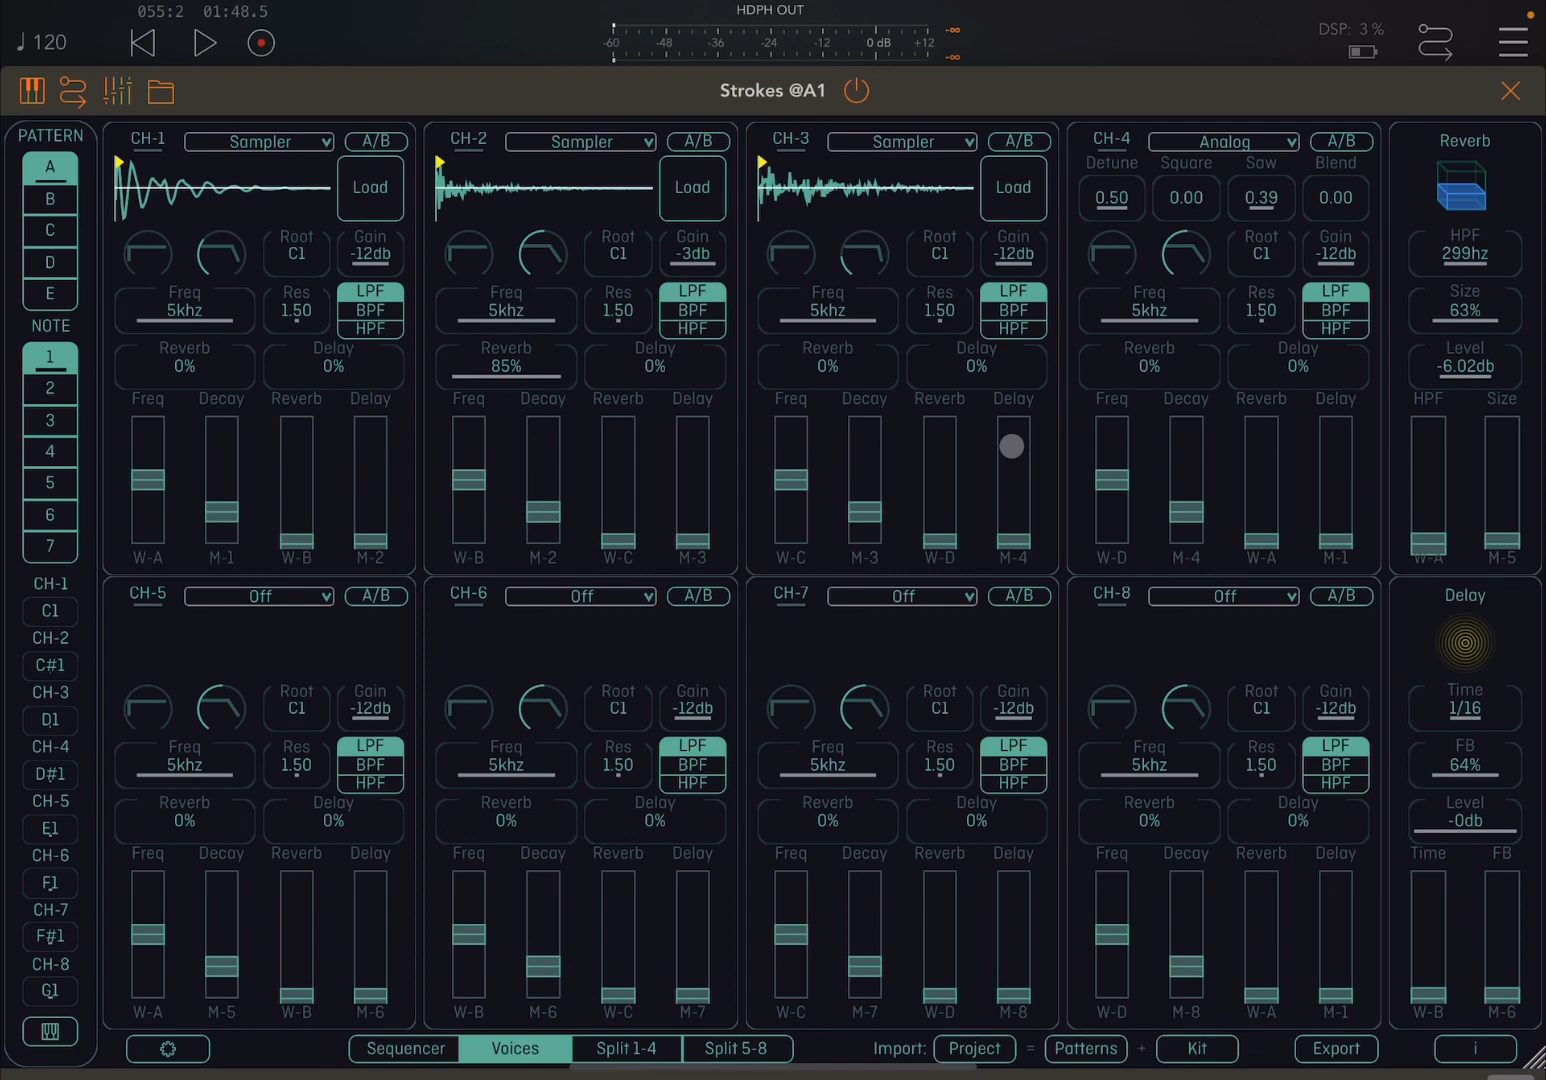 055:2 01:48.5
HDPH OUT
120
-60 -48 -36 -24 -12 0 dB +12
-∞
-∞
DSP: 3 %
Strokes @A1
PATTERN
A
B
C
D
E
NOTE
1
2
3
4
5
6
7
CH-1
C1
CH-2
C#1
CH-3
D1
CH-4
D#1
CH-5
E1
CH-6
F1
CH-7
F#1
CH-8
G1
CH-1 Sampler A/B
Load
Root
C1
Gain
-12db
Freq
5khz
Res
1.50
LPF
BPF
HPF
Reverb
0%
Delay
0%
Freq Decay Reverb Delay
W-A M-1 W-B M-2
CH-2 Sampler A/B
Load
Root
C1
Gain
-3db
Freq
5khz
Res
1.50
LPF
BPF
HPF
Reverb
85%
Delay
0%
Freq Decay Reverb Delay
W-B M-2 W-C M-3
CH-3 Sampler A/B
Load
Root
C1
Gain
-12db
Freq
5khz
Res
1.50
LPF
BPF
HPF
Reverb
0%
Delay
0%
Freq Decay Reverb Delay
W-C M-3 W-D M-4
CH-4 Analog A/B
Detune Square Saw Blend
0.50 0.00 0.39 0.00
Root
C1
Gain
-12db
Freq
5khz
Res
1.50
LPF
BPF
HPF
Reverb
0%
Delay
0%
Freq Decay Reverb Delay
W-D M-4 W-A M-1
Reverb
HPF
299hz
Size
63%
Level
-6.02db
HPF Size
W-A M-5
CH-5 Off A/B
Root
C1
Gain
-12db
Freq
5khz
Res
1.50
LPF
BPF
HPF
Reverb
0%
Delay
0%
Freq Decay Reverb Delay
W-A M-5 W-B M-6
CH-6 Off A/B
Root
C1
Gain
-12db
Freq
5khz
Res
1.50
LPF
BPF
HPF
Reverb
0%
Delay
0%
Freq Decay Reverb Delay
W-B M-6 W-C M-7
CH-7 Off A/B
Root
C1
Gain
-12db
Freq
5khz
Res
1.50
LPF
BPF
HPF
Reverb
0%
Delay
0%
Freq Decay Reverb Delay
W-C M-7 W-D M-8
CH-8 Off A/B
Root
C1
Gain
-12db
Freq
5khz
Res
1.50
LPF
BPF
HPF
Reverb
0%
Delay
0%
Freq Decay Reverb Delay
W-D M-8 W-A M-1
Delay
Time
1/16
FB
64%
Level
-0db
Time FB
W-B M-6
Sequencer Voices Split 1-4 Split 5-8 Import: Project = Patterns + Kit Export i